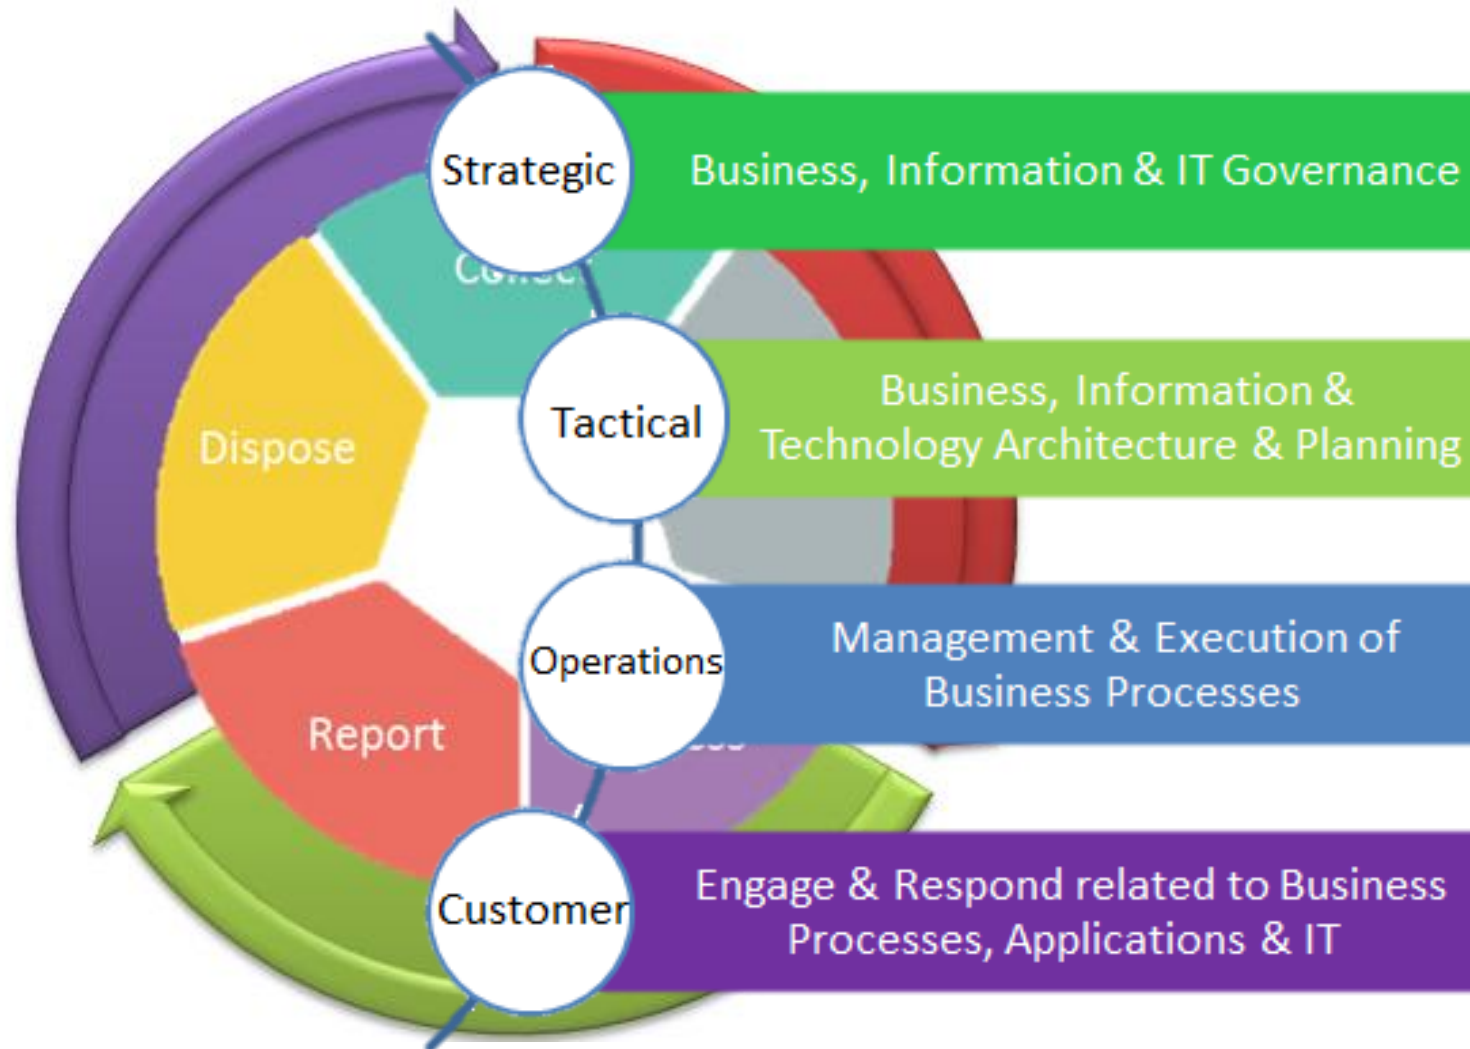 Strategic
Business, Information & IT Governance
Collect
Tactical
Business, Information &
Technology Architecture & Planning
Dispose
Operations
Management & Execution of
Business Processes
Report
Customer
Engage & Respond related to Business
Processes, Applications & IT